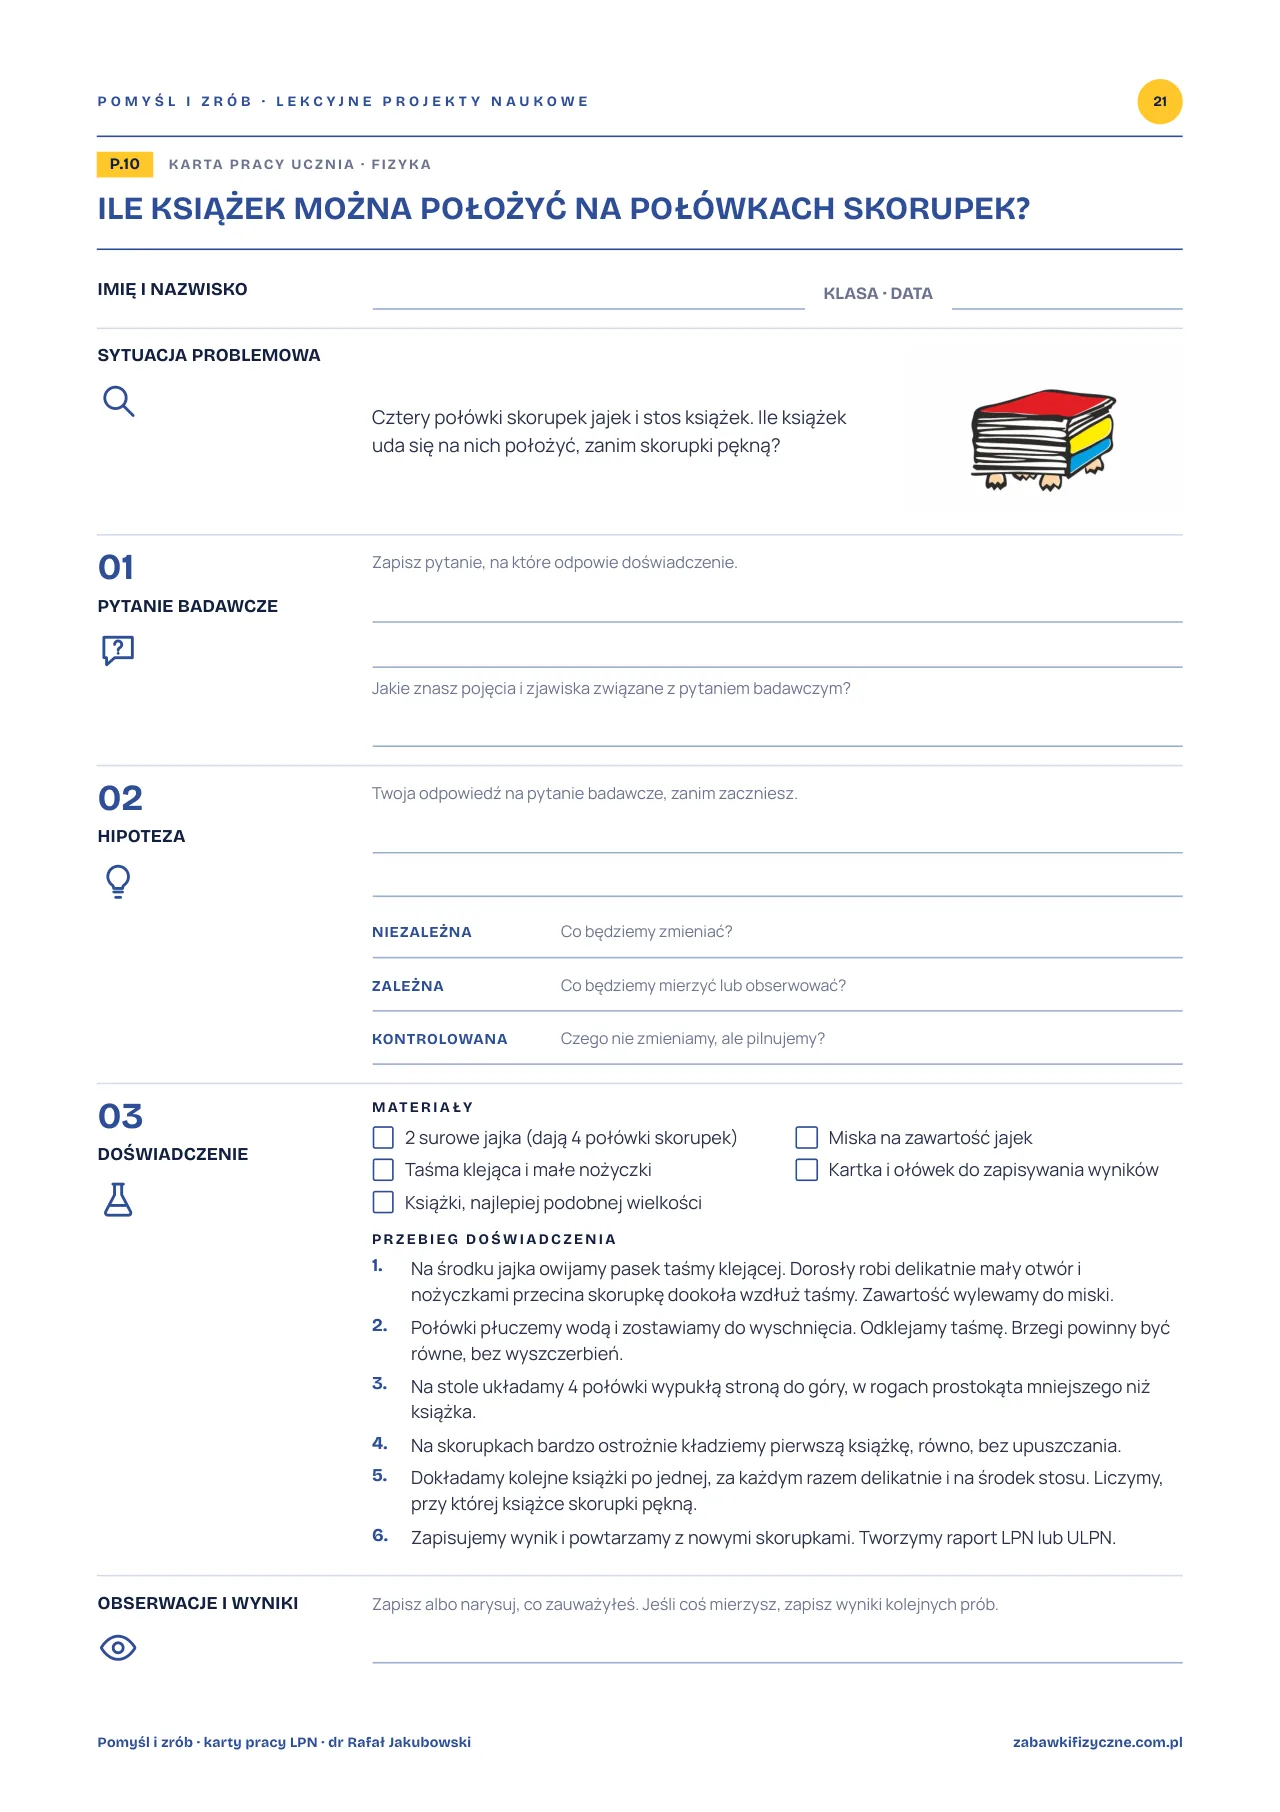 POMYŚL I ZRÓB · LEKCYJNE PROJEKTY NAUKOWE
21
P.10 KARTA PRACY UCZNIA · FIZYKA
ILE KSIĄŻEK MOŻNA POŁOŻYĆ NA POŁÓWKACH SKORUPEK?
IMIĘ I NAZWISKO
KLASA · DATA
SYTUACJA PROBLEMOWA
Cztery połówki skorupek jajek i stos książek. Ile książek
uda się na nich położyć, zanim skorupki pękną?
01
PYTANIE BADAWCZE
Zapisz pytanie, na które odpowie doświadczenie.
Jakie znasz pojęcia i zjawiska związane z pytaniem badawczym?
02
HIPOTEZA
Twoja odpowiedź na pytanie badawcze, zanim zaczniesz.
NIEZALEŻNA Co będziemy zmieniać?
ZALEŻNA Co będziemy mierzyć lub obserwować?
KONTROLOWANA Czego nie zmieniamy, ale pilnujemy?
03
DOŚWIADCZENIE
MATERIAŁY
2 surowe jajka (dają 4 połówki skorupek)
Miska na zawartość jajek
Taśma klejąca i małe nożyczki
Kartka i ołówek do zapisywania wyników
Książki, najlepiej podobnej wielkości
PRZEBIEG DOŚWIADCZENIA
1. Na środku jajka owijamy pasek taśmy klejącej. Dorosły robi delikatnie mały otwór i
nożyczkami przecina skorupkę dookoła wzdłuż taśmy. Zawartość wylewamy do miski.
2. Połówki płuczemy wodą i zostawiamy do wyschnięcia. Odklejamy taśmę. Brzegi powinny być
równe, bez wyszczerbień.
3. Na stole układamy 4 połówki wypukłą stroną do góry, w rogach prostokąta mniejszego niż
książka.
4. Na skorupkach bardzo ostrożnie kładziemy pierwszą książkę, równo, bez upuszczania.
5. Dokładamy kolejne książki po jednej, za każdym razem delikatnie i na środek stosu. Liczymy,
przy której książce skorupki pękną.
6. Zapisujemy wynik i powtarzamy z nowymi skorupkami. Tworzymy raport LPN lub ULPN.
OBSERWACJE I WYNIKI
Zapisz albo narysuj, co zauważyłeś. Jeśli coś mierzysz, zapisz wyniki kolejnych prób.
Pomyśl i zrób · karty pracy LPN · dr Rafał Jakubowski
zabawkifizyczne.com.pl